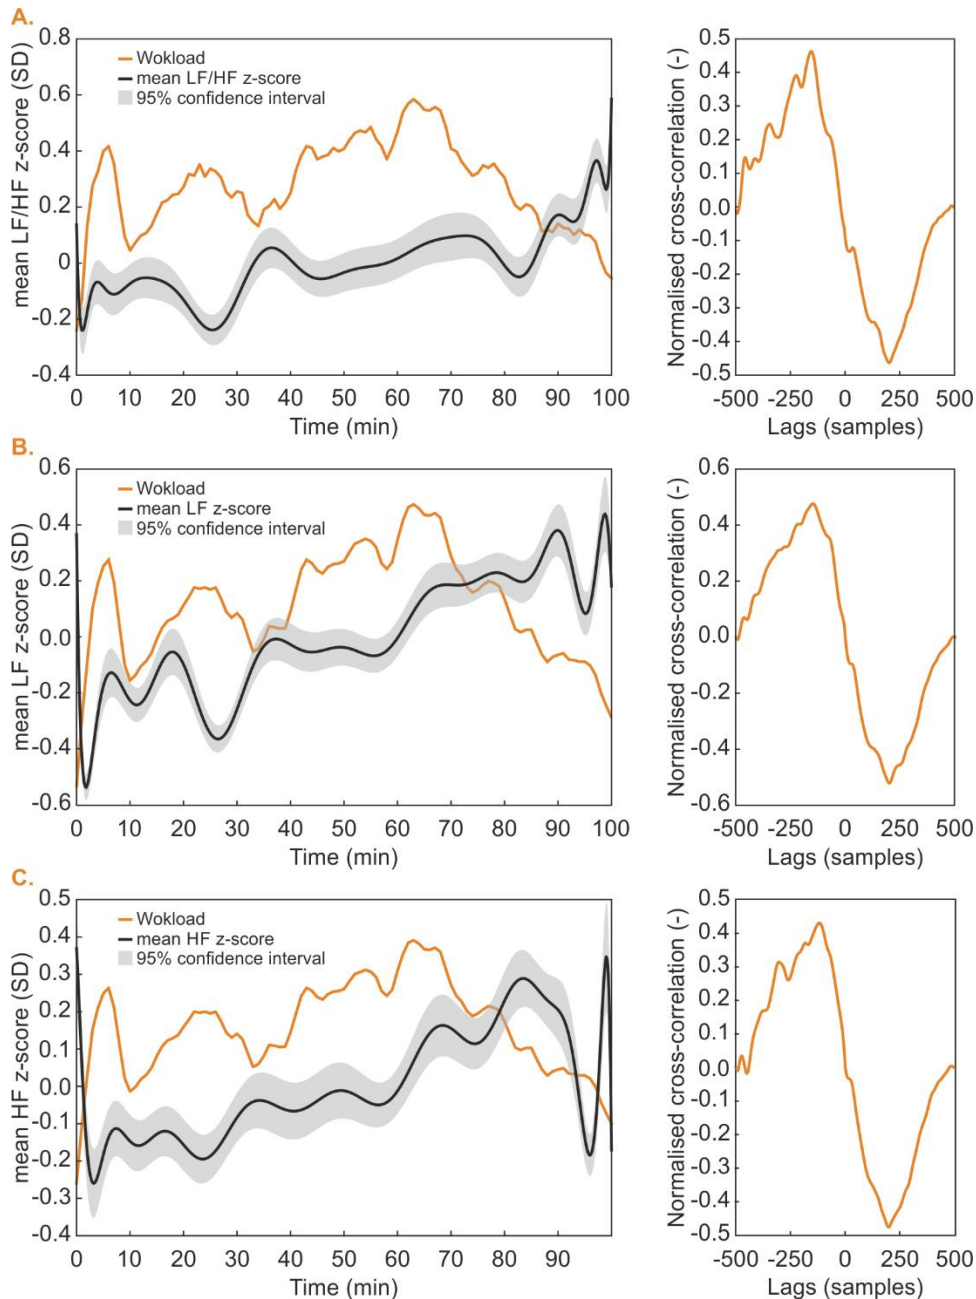 A.
mean LF/HF z-score (SD)
0.8
0.6
0.4
0.2
0
-0.2
-0.4
Wokload
mean LF/HF z-score
95% confidence interval
0 10 20 30 40 50 60 70 80 90 100
Time (min)
Normalised cross-correlation (-)
0.5
0.4
0.3
0.2
0.0
-0.1
-0.2
-0.3
-0.4
-0.5
-500 -250 0 250 500
Lags (samples)
B.
mean LF z-score (SD)
0.6
0.4
0.2
0.0
-0.2
-0.4
-0.6
Wokload
mean LF z-score
95% confidence interval
0 10 20 30 40 50 60 70 80 90 100
Time (min)
Normalised cross-correlation (-)
0.6
0.4
0.2
0.0
-0.2
-0.4
-0.6
-500 -250 0 250 500
Lags (samples)
C.
mean HF z-score (SD)
0.5
0.4
0.3
0.2
0.1
0.0
-0.1
-0.2
-0.3
-0.4
Wokload
mean HF z-score
95% confidence interval
0 10 20 30 40 50 60 70 80 90
Time (min)
Normalised cross-correlation (-)
0.5
0.4
0.3
0.2
0.1
0.0
-0.1
-0.2
-0.3
-0.4
-0.5
-500 -250 0 250 500
Lags (samples)